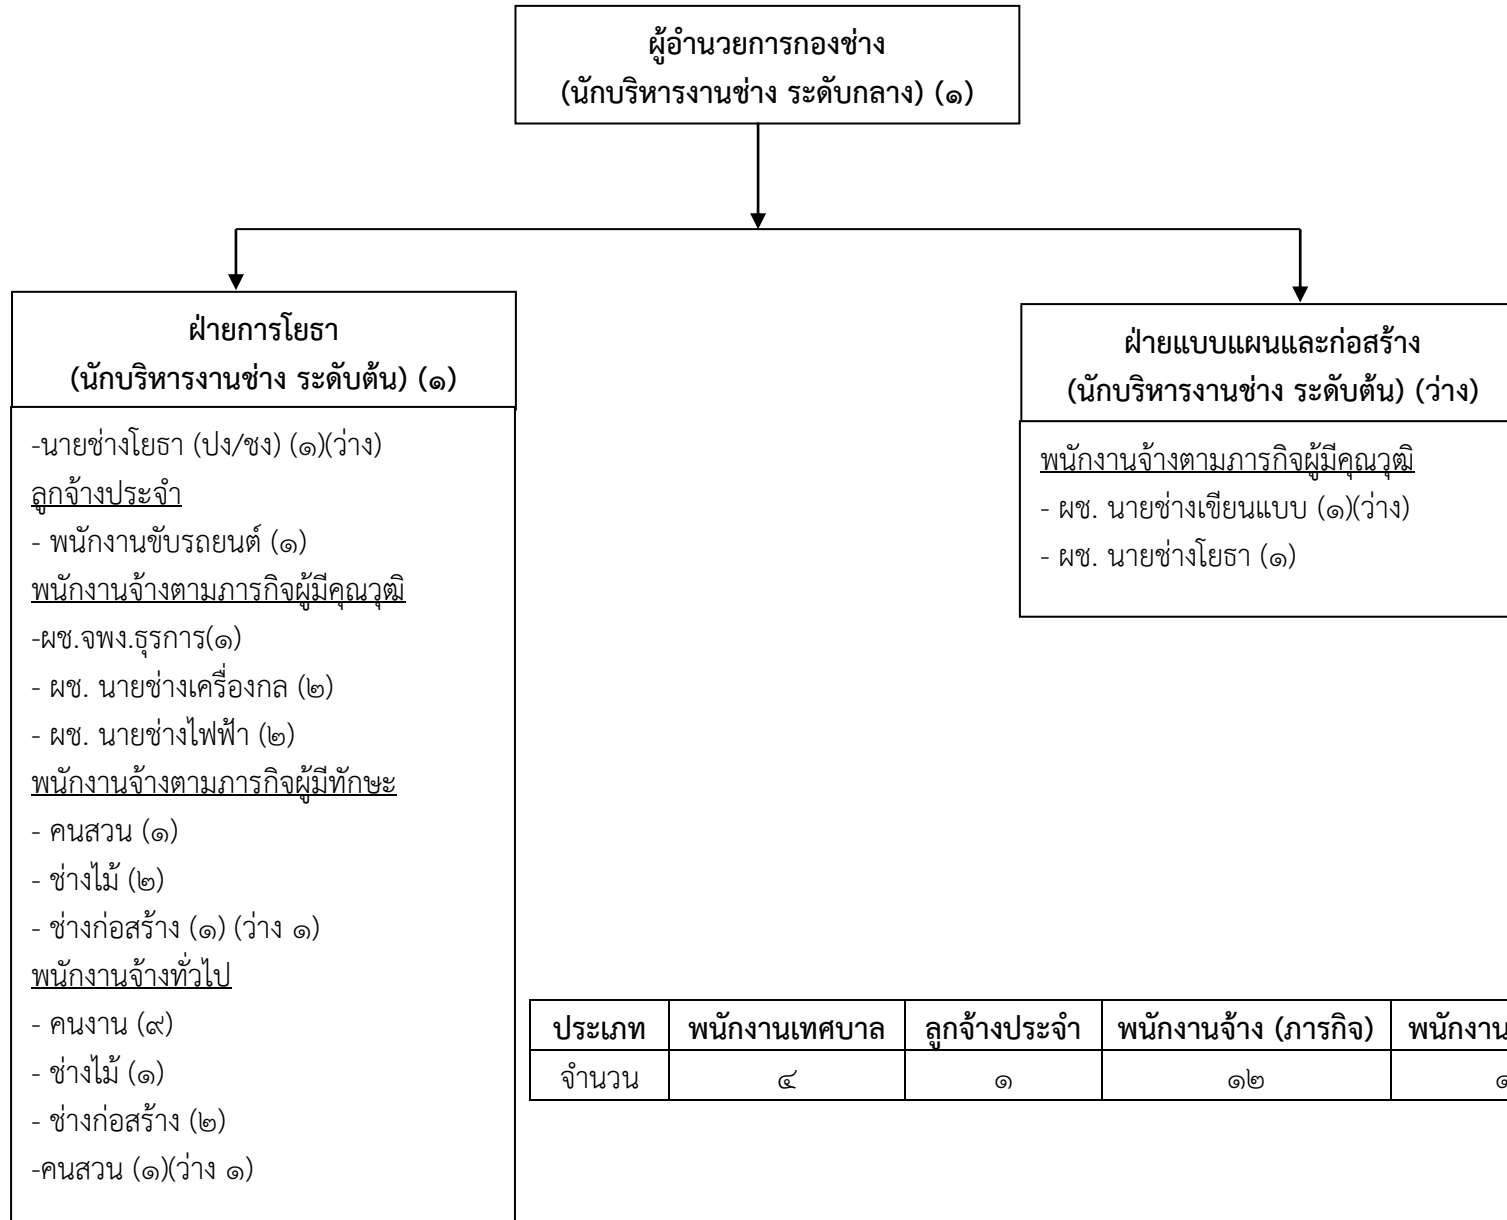 ผู้อำนวยการกองช่าง
(นักบริหารงานช่าง ระดับกลาง) (๑)
ฝ่ายการโยธา
(นักบริหารงานช่าง ระดับต้น) (๑)
-นายช่างโยธา (ปง/ชง) (๑)(ว่าง)
ลูกจ้างประจำ
- พนักงานขับรถยนต์ (๑)
พนักงานจ้างตามภารกิจผู้มีคุณวุฒิ
-ผช.จพง.ธุรการ(๑)
- ผช. นายช่างเครื่องกล (๒)
- ผช. นายช่างไฟฟ้า (๒)
พนักงานจ้างตามภารกิจผู้มีทักษะ
- คนสวน (๑)
- ช่างไม้ (๒)
- ช่างก่อสร้าง (๑) (ว่าง ๑)
พนักงานจ้างทั่วไป
- คนงาน (๙)
- ช่างไม้ (๑)
- ช่างก่อสร้าง (๒)
-คนสวน (๑)(ว่าง ๑)
ฝ่ายแบบแผนและก่อสร้าง
(นักบริหารงานช่าง ระดับต้น) (ว่าง)
พนักงานจ้างตามภารกิจผู้มีคุณวุฒิ
- ผช. นายช่างเขียนแบบ (๑)(ว่าง)
- ผช. นายช่างโยธา (๑)
ประเภท พนักงานเทศบาล ลูกจ้างประจำ พนักงานจ้าง (ภารกิจ) พนักงาน
จำนวน ๔ ๑ ๑๒